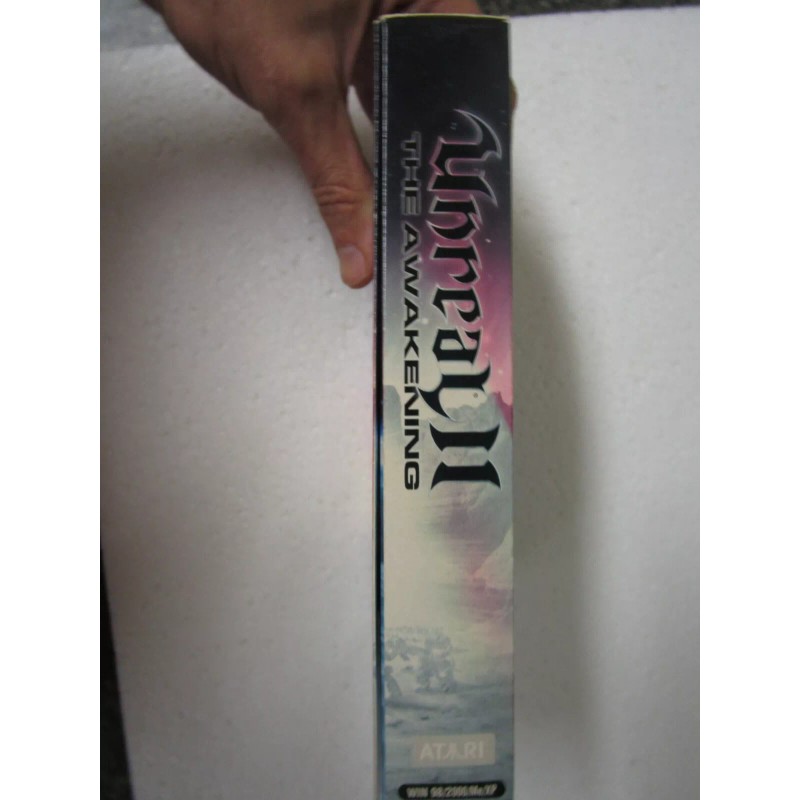 Unreal II
THE AWAKENING
ATARI
WIN 98/2000/Me/XP